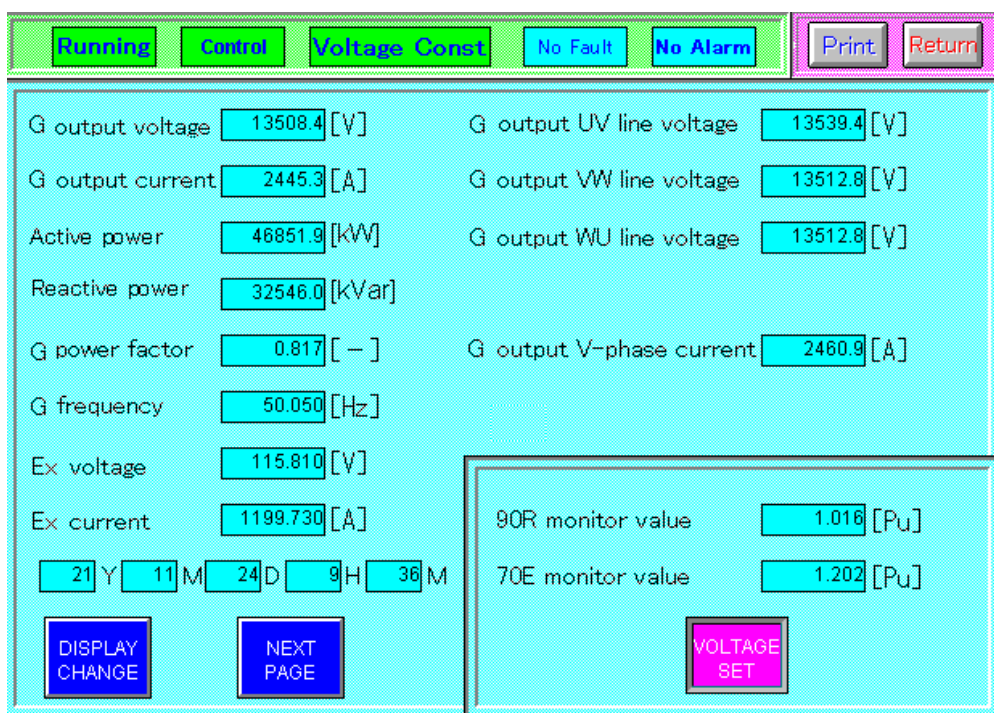 Running Control Voltage Const No Fault No Alarm Print Return
G output voltage 13508.4 [V] G output UV line voltage 13539.4 [V]
G output current 2445.3 [A] G output VW line voltage 13512.8 [V]
Active power 46851.9 [kW] G output WU line voltage 13512.8 [V]
Reactive power 32546.0 [kVar]
G power factor 0.817 [-] G output V-phase current 2460.9 [A]
G frequency 50.050 [Hz]
Ex voltage 115.810 [V]
Ex current 1199.730 [A] 90R monitor value 1.016 [Pu]
21 Y 11 M 24 D 9 H 36 M 70E monitor value 1.202 [Pu]
DISPLAY NEXT VOLTAGE
CHANGE PAGE SET